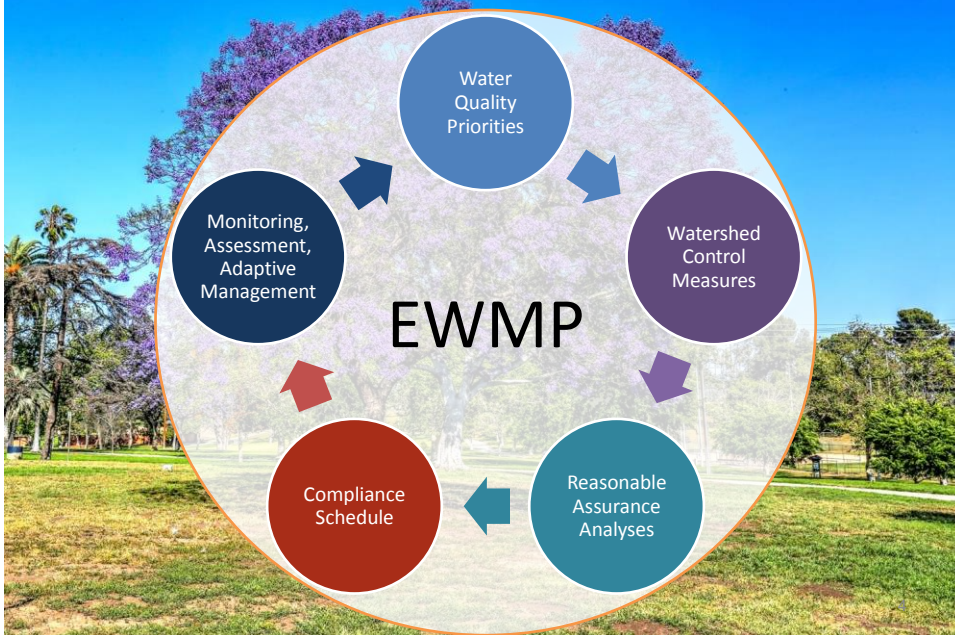 Water
Quality
Priorities
Watershed
Control
Measures
Reasonable
Assurance
Analyses
Compliance
Schedule
Monitoring,
Assessment,
Adaptive
Management
EWMP